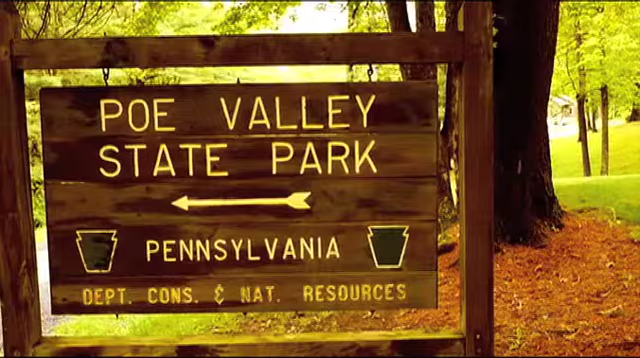 POE VALLEY
STATE PARK
PENNSYLVANIA
DEPT. CONS. & NAT. RESOURCES